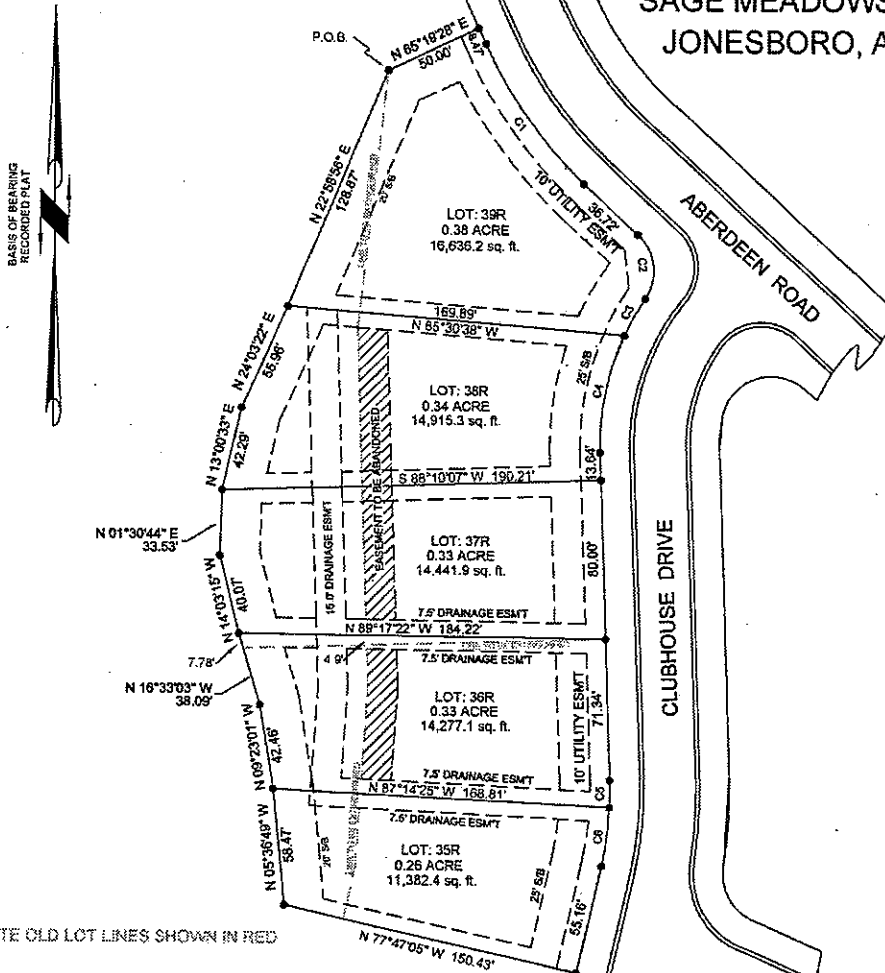 SAGE MEADOWS
JONESBORO, A
P.O.B.
N 65°19'28" E
50.00'
8.47'
C1
BASIS OF BEARING
RECORDED PLAT
N 22°58'56" E
128.87'
20' S/B
LOT: 39R
0.38 ACRE
16,636.2 sq. ft.
10' UTILITY ESM'T
36.72'
C2
C3
ABERDEEN ROAD
169.89'
N 85°30'38" W
N 24°03'22" E
55.96'
LOT: 38R
0.34 ACRE
14,915.3 sq. ft.
25' S/B
C4
N 13°00'33" E
42.29'
EASEMENT TO BE ABANDONED
13.64'
S 88°10'07" W 190.21'
N 01°30'44" E
33.53'
15.0' DRAINAGE ESM'T
LOT: 37R
0.33 ACRE
14,441.9 sq. ft.
80.00'
CLUBHOUSE DRIVE
N 14°03'15" W
40.07'
7.5' DRAINAGE ESM'T
N 89°17'22" W 184.22'
7.78'
4.9'
7.5' DRAINAGE ESM'T
N 16°33'03" W
38.09'
LOT: 36R
0.33 ACRE
14,277.1 sq. ft.
10' UTILITY ESM'T
71.34'
N 09°23'01" W
42.46'
7.5' DRAINAGE ESM'T
N 87°14'25" W 168.81'
C5
7.5' DRAINAGE ESM'T
C6
N 05°36'49" W
58.47'
20' S/B
LOT: 35R
0.26 ACRE
11,382.4 sq. ft.
25' S/B
55.16'
N 77°47'05" W 150.43'
TE OLD LOT LINES SHOWN IN RED